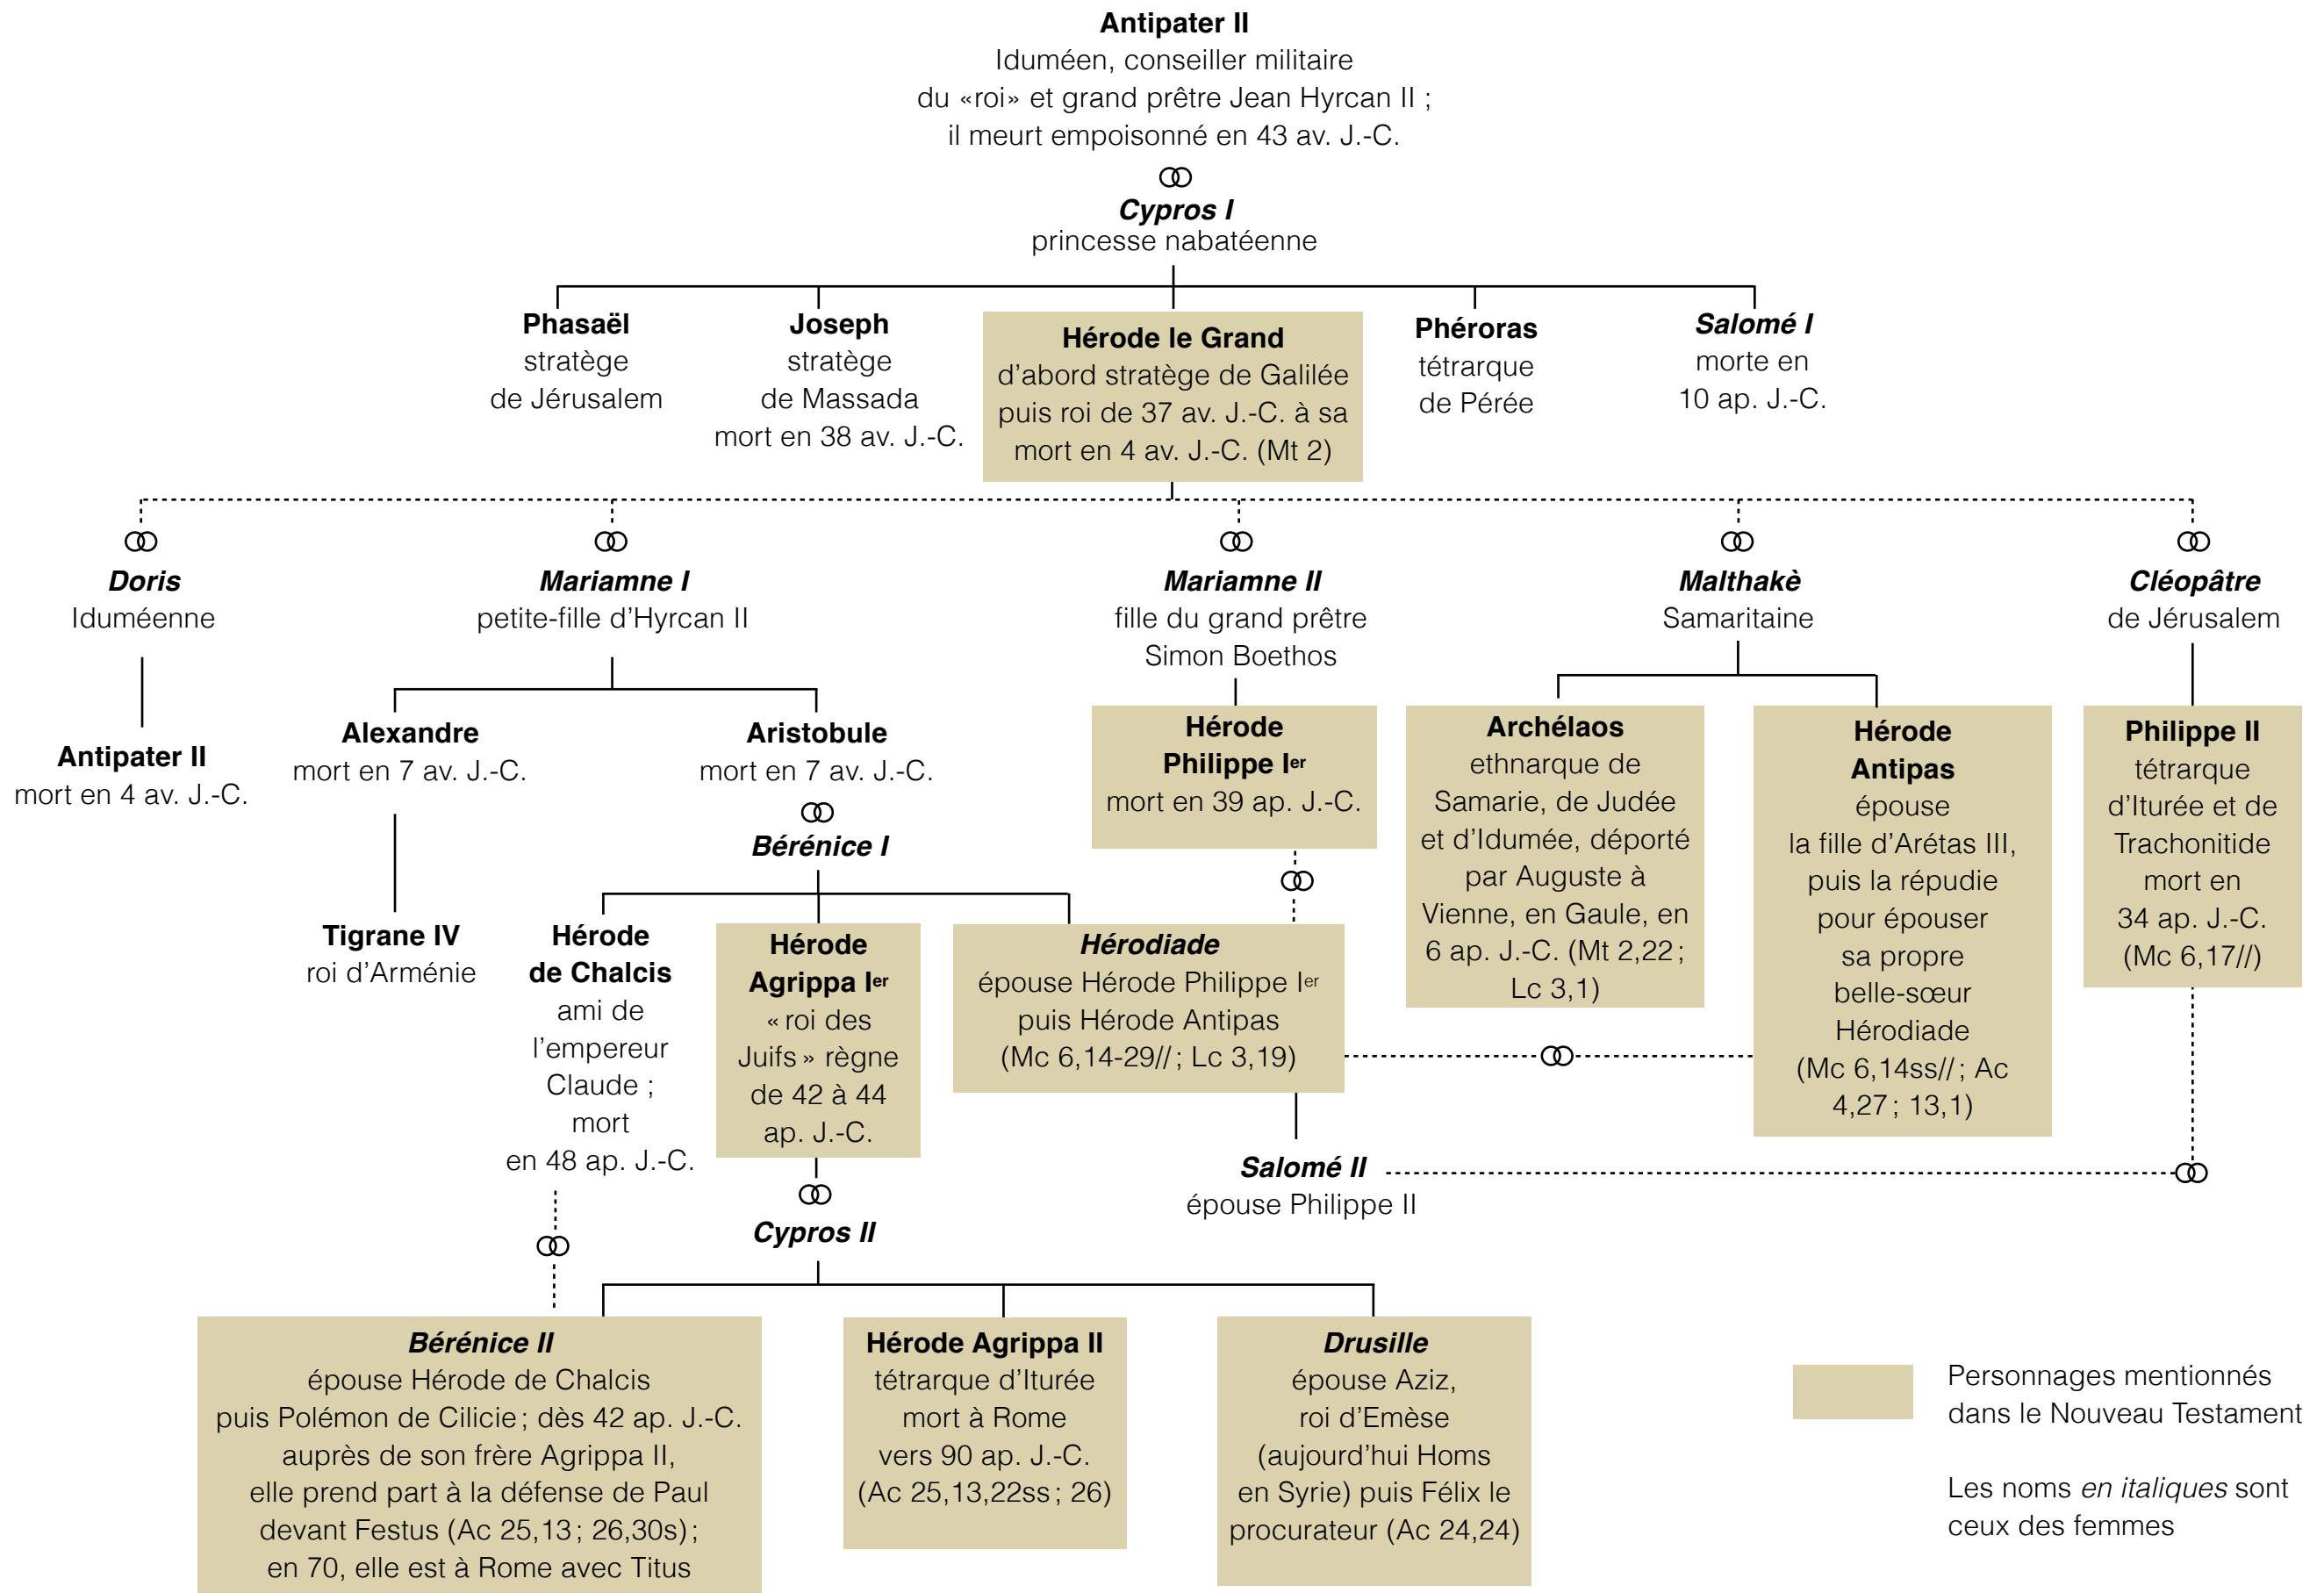 Antipater II
Iduméen, conseiller militaire
du «roi» et grand prêtre Jean Hyrcan II ;
il meurt empoisonné en 43 av. J.-C.
Cypros I
princesse nabatéenne
Phasaël
stratège
de Jérusalem
Joseph
stratège
de Massada
mort en 38 av. J.-C.
Hérode le Grand
d’abord stratège de Galilée
puis roi de 37 av. J.-C. à sa
mort en 4 av. J.-C. (Mt 2)
Phéroras
tétrarque
de Pérée
Salomé I
morte en
10 ap. J.-C.
Doris
Iduméenne
Mariamne I
petite-fille d’Hyrcan II
Mariamne II
fille du grand prêtre
Simon Boethos
Malthakè
Samaritaine
Cléopâtre
de Jérusalem
Antipater II
mort en 4 av. J.-C.
Alexandre
mort en 7 av. J.-C.
Aristobule
mort en 7 av. J.-C.
Bérénice I
Hérode
Philippe Ier
mort en 39 ap. J.-C.
Archélaos
ethnarque de
Samarie, de Judée
et d’Idumée, déporté
par Auguste à
Vienne, en Gaule, en
6 ap. J.-C. (Mt 2,22 ;
Lc 3,1)
Hérode
Antipas
épouse
la fille d’Arétas III,
puis la répudie
pour épouser
sa propre
belle-sœur
Hérodiade
(Mc 6,14ss// ; Ac
4,27 ; 13,1)
Philippe II
tétrarque
d’Iturée et de
Trachonitide
mort en
34 ap. J.-C.
(Mc 6,17//)
Tigrane IV
roi d’Arménie
Hérode
de Chalcis
ami de
l’empereur
Claude ;
mort
en 48 ap. J.-C.
Hérode
Agrippa Ier
« roi des
Juifs » règne
de 42 à 44
ap. J.-C.
Hérodiade
épouse Hérode Philippe Ier
puis Hérode Antipas
(Mc 6,14-29// ; Lc 3,19)
Salomé II
épouse Philippe II
Cypros II
Bérénice II
épouse Hérode de Chalcis
puis Polémon de Cilicie ; dès 42 ap. J.-C.
auprès de son frère Agrippa II,
elle prend part à la défense de Paul
devant Festus (Ac 25,13 ; 26,30s) ;
en 70, elle est à Rome avec Titus
Hérode Agrippa II
tétrarque d’Iturée
mort à Rome
vers 90 ap. J.-C.
(Ac 25,13,22ss ; 26)
Drusille
épouse Aziz,
roi d’Emèse
(aujourd’hui Homs
en Syrie) puis Félix le
procurateur (Ac 24,24)
Personnages mentionnés
dans le Nouveau Testament
Les noms en italiques sont
ceux des femmes